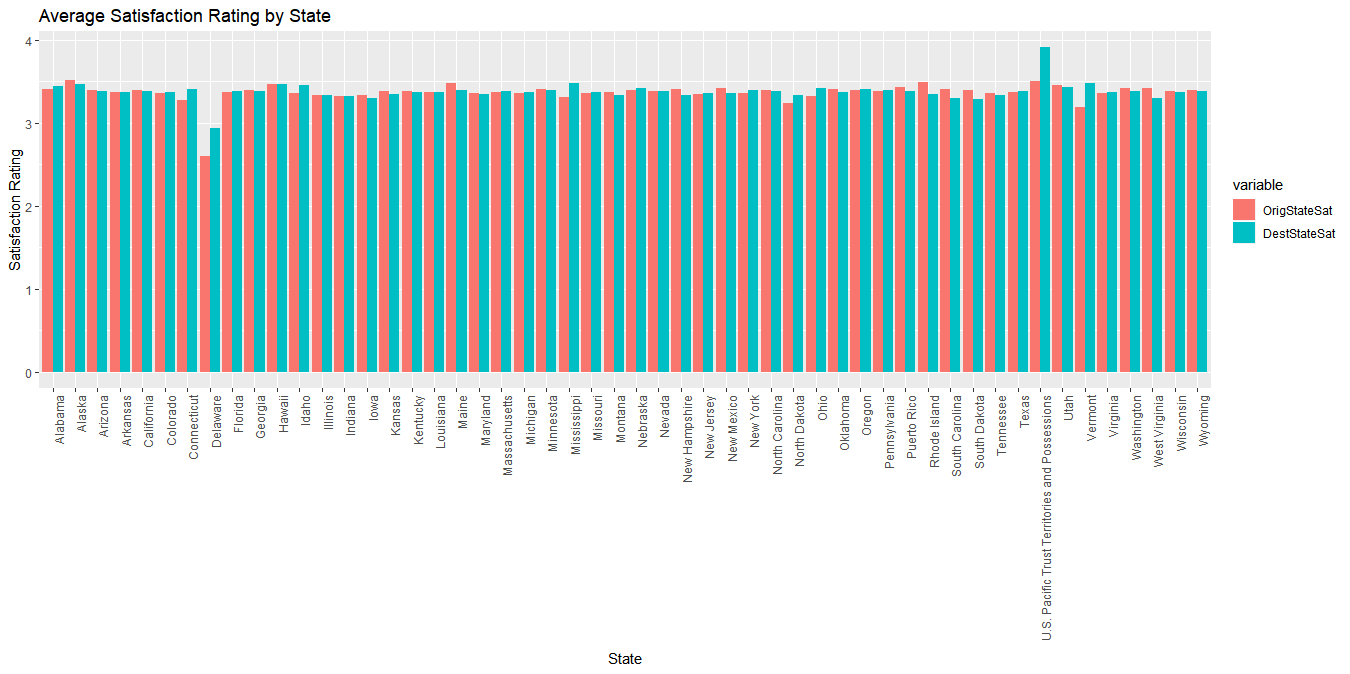 Average Satisfaction Rating by State
4
3
2
1
0
Satisfaction Rating
Alabama
Alaska
Arizona
Arkansas
California
Colorado
Connecticut
Delaware
Florida
Georgia
Hawaii
Idaho
Illinois
Indiana
Iowa
Kansas
Kentucky
Louisiana
Maine
Maryland
Massachusetts
Michigan
Minnesota
Mississippi
Missouri
Montana
Nebraska
Nevada
New Hampshire
New Jersey
New Mexico
New York
North Carolina
North Dakota
Ohio
Oklahoma
Oregon
Pennsylvania
Puerto Rico
Rhode Island
South Carolina
South Dakota
Tennessee
Texas
U.S. Pacific Trust Territories and Possessions
Utah
Vermont
Virginia
Washington
West Virginia
Wisconsin
Wyoming
State
variable
OrigStateSat
DestStateSat